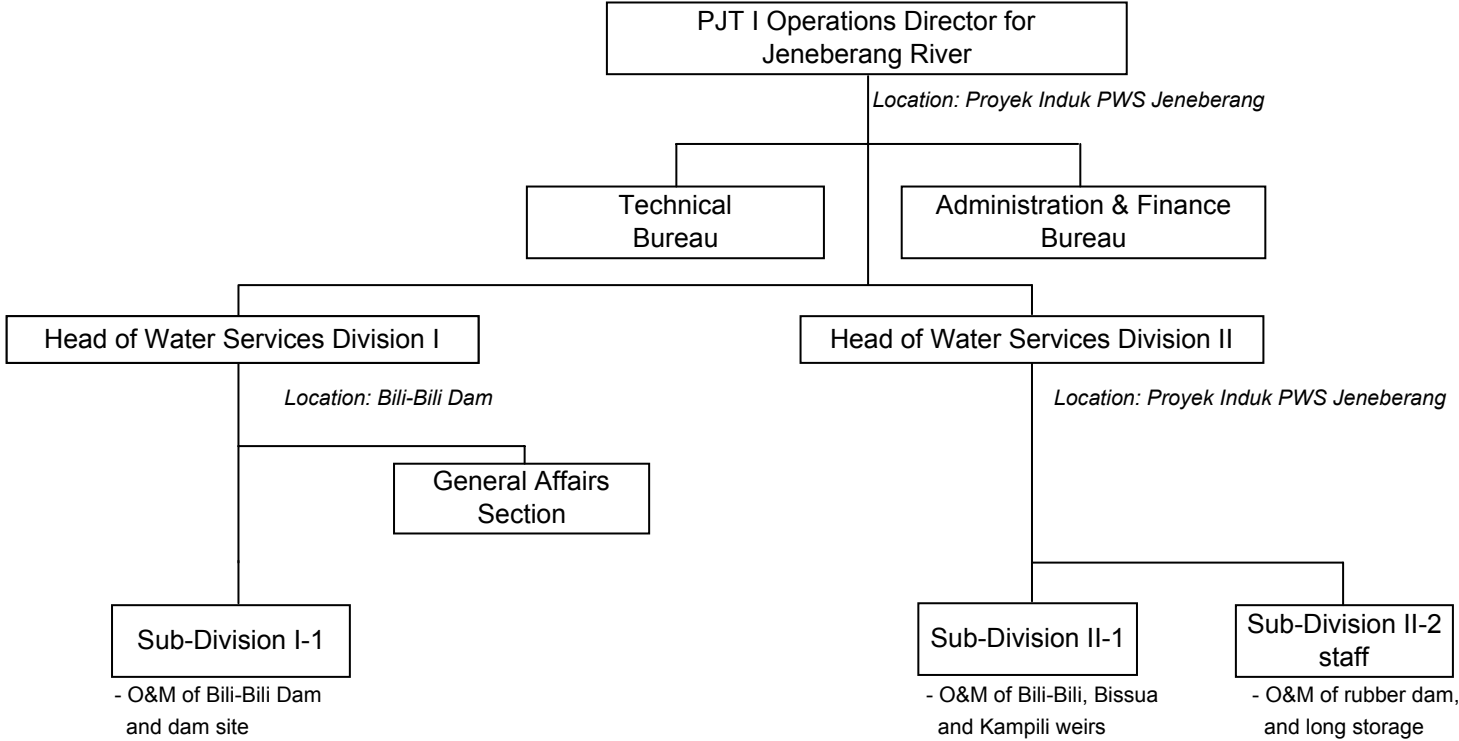 PJT I Operations Director for
Jeneberang River
Location: Proyek Induk PWS Jeneberang
Technical
Bureau
Administration & Finance
Bureau
Head of Water Services Division I
Head of Water Services Division II
Location: Bili-Bili Dam
Location: Proyek Induk PWS Jeneberang
General Affairs
Section
Sub-Division I-1
Sub-Division II-1
Sub-Division II-2
staff
- O&M of Bili-Bili Dam
and dam site
- O&M of Bili-Bili, Bissua
and Kampili weirs
- O&M of rubber dam,
and long storage